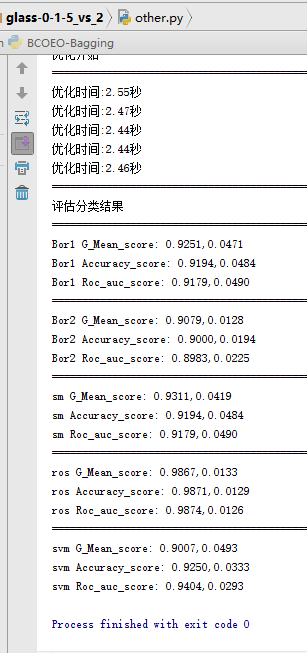 glass-0-1-5_vs_2
other.py
BCOEO-Bagging
优化开始
优化时间:2.55秒
优化时间:2.47秒
优化时间:2.44秒
优化时间:2.44秒
优化时间:2.46秒
评估分类结果
Bor1 G_Mean_score: 0.9251,0.0471
Bor1 Accuracy_score: 0.9194,0.0484
Bor1 Roc_auc_score: 0.9179,0.0490
Bor2 G_Mean_score: 0.9079,0.0128
Bor2 Accuracy_score: 0.9000,0.0194
Bor2 Roc_auc_score: 0.8983,0.0225
sm G_Mean_score: 0.9311,0.0419
sm Accuracy_score: 0.9194,0.0484
sm Roc_auc_score: 0.9179,0.0490
ros G_Mean_score: 0.9867,0.0133
ros Accuracy_score: 0.9871,0.0129
ros Roc_auc_score: 0.9874,0.0126
svm G_Mean_score: 0.9007,0.0493
svm Accuracy_score: 0.9250,0.0333
svm Roc_auc_score: 0.9404,0.0293
Process finished with exit code 0